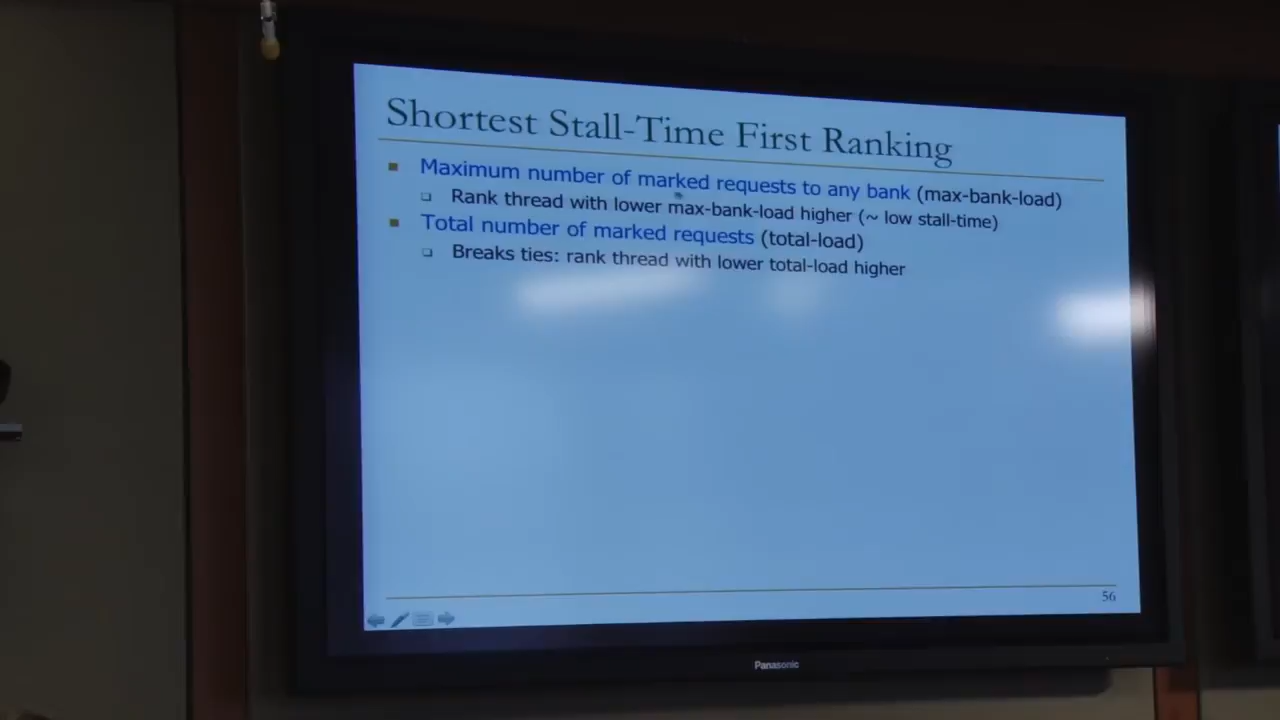 Shortest Stall-Time First Ranking
Maximum number of marked requests to any bank (max-bank-load)
Rank thread with lower max-bank-load higher (~ low stall-time)
Total number of marked requests (total-load)
Breaks ties: rank thread with lower total-load higher
56
Panasonic